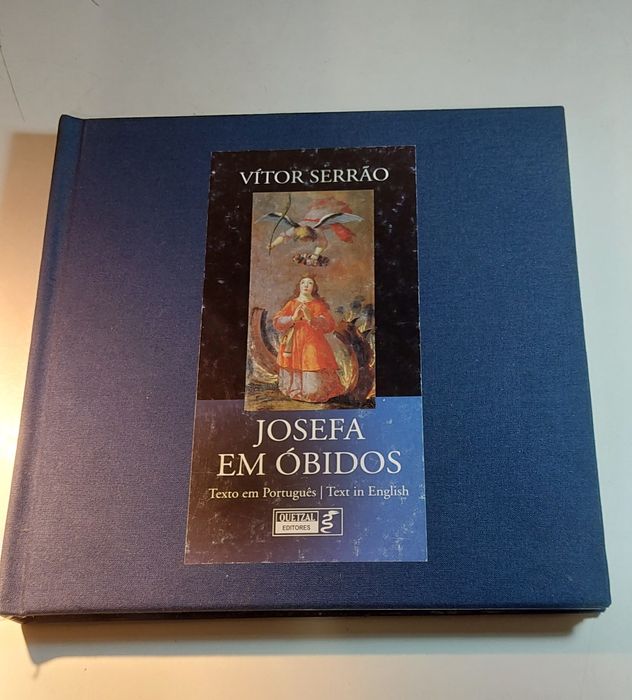 VÍTOR SERRÃO
JOSEFA
EM ÓBIDOS
Texto em Português | Text in English
QUETZAL
EDITORES